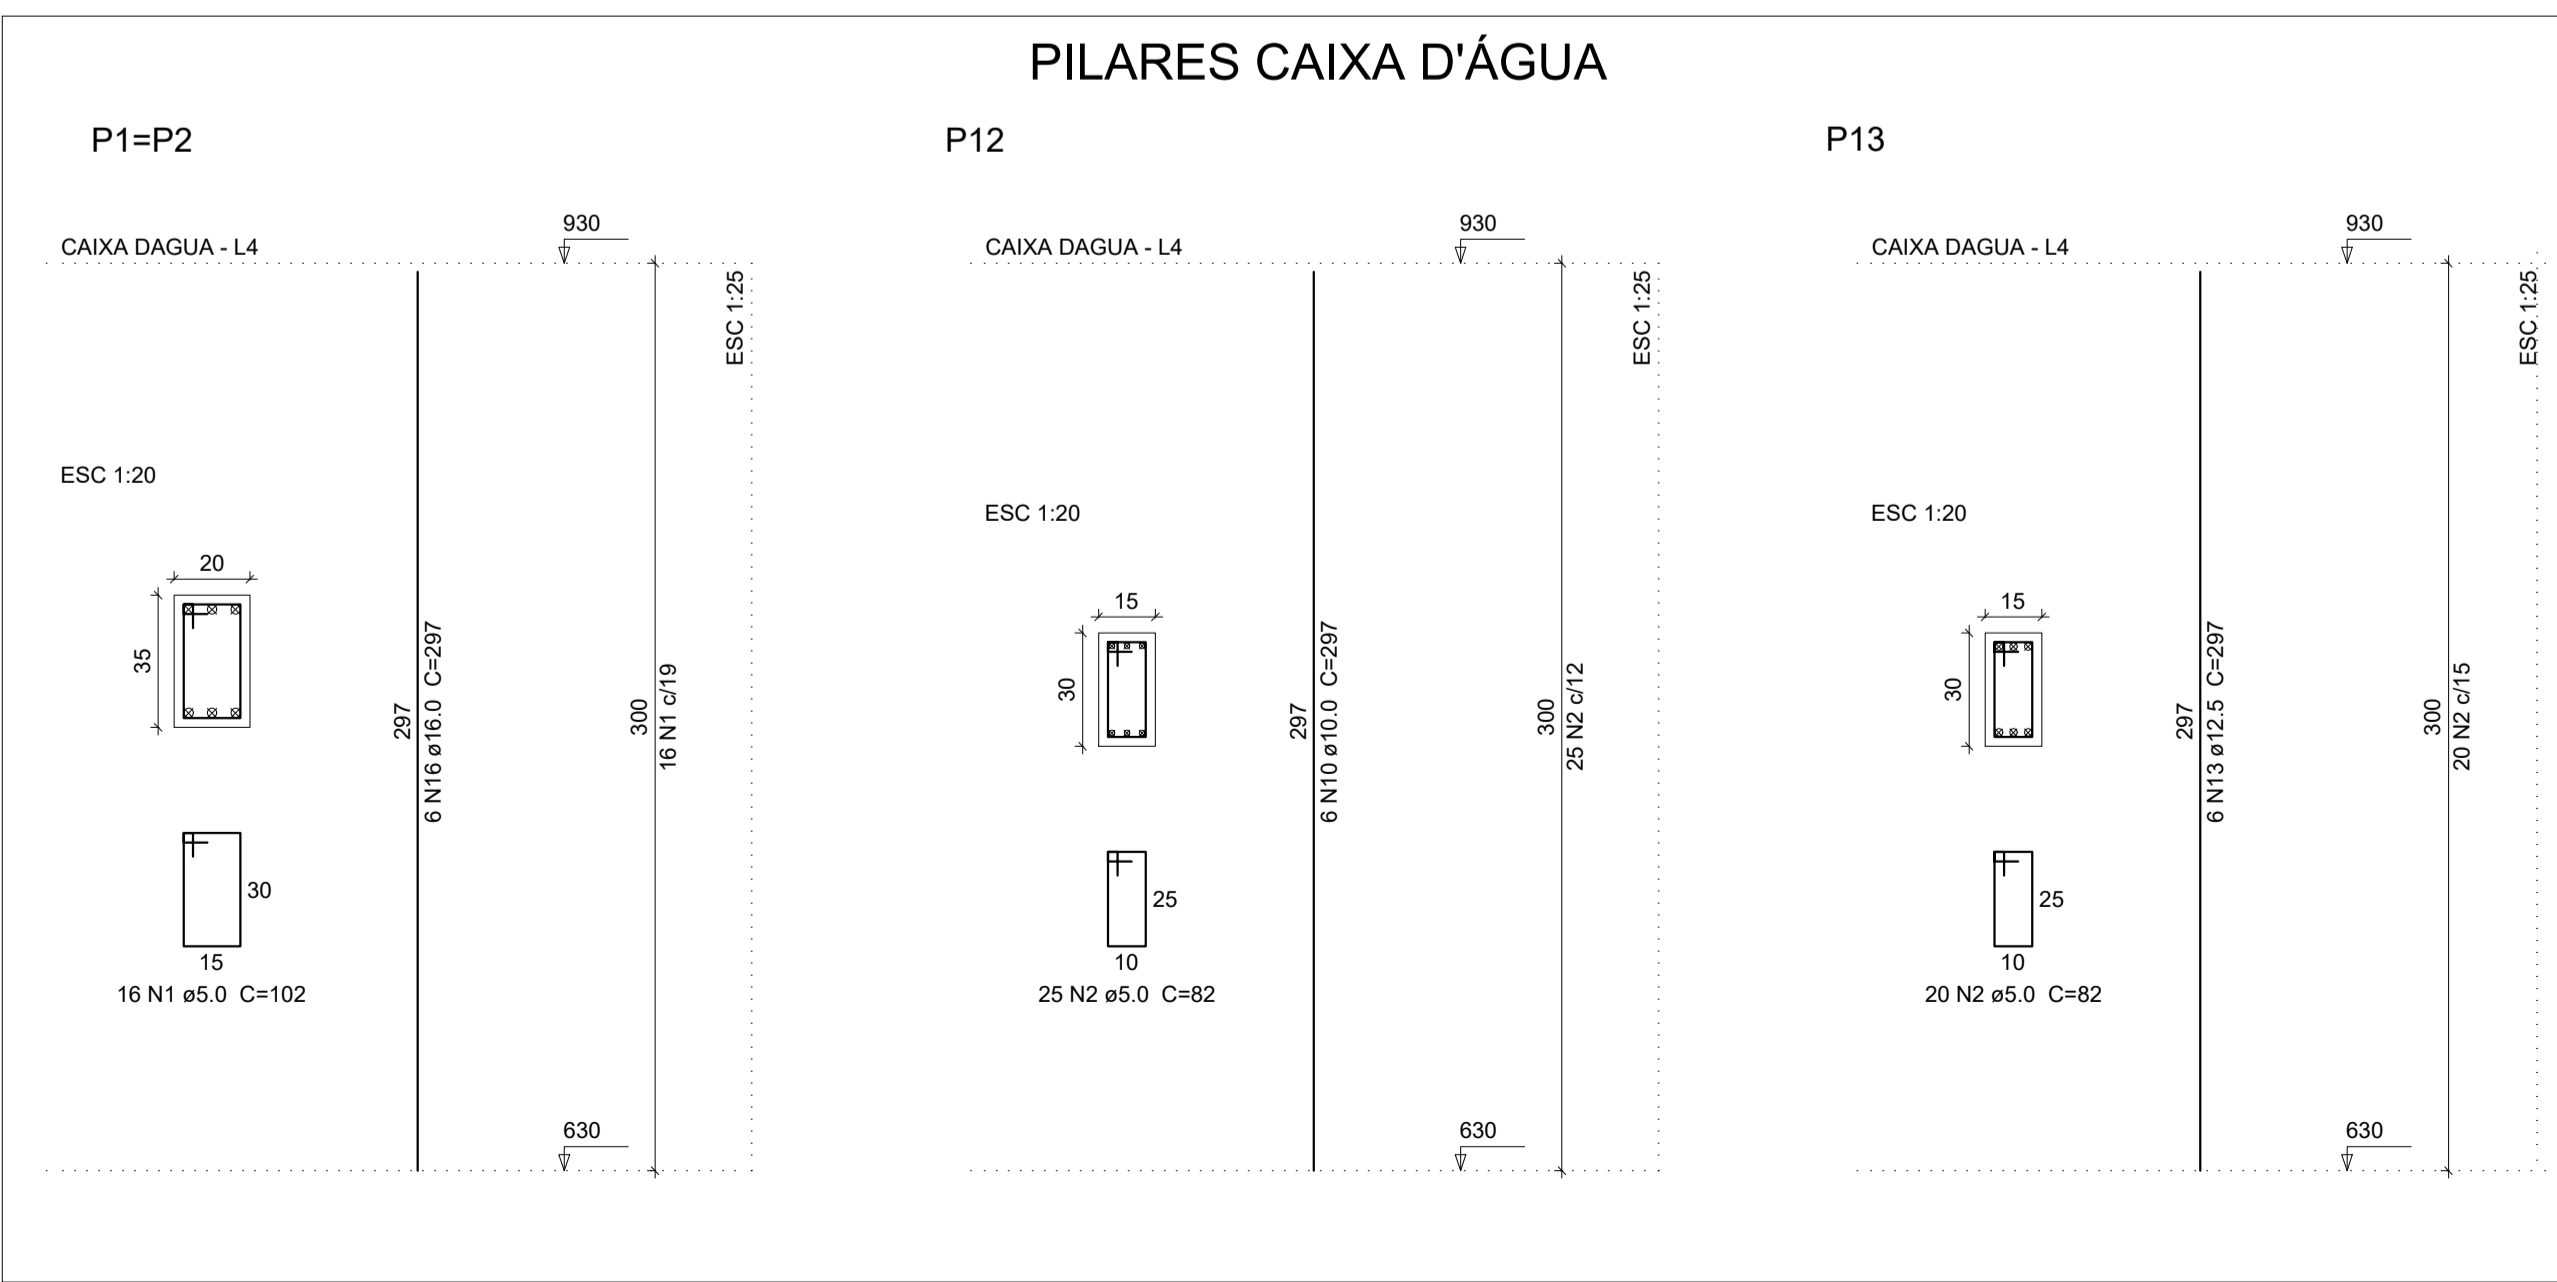 PILARES CAIXA D'ÁGUA
P1=P2
CAIXA DAGUA - L4
930
ESC 1:25
ESC 1:20
20
35
297
6 N16 ø16.0 C=297
300
16 N1 c/19
30
15
16 N1 ø5.0 C=102
630
P12
CAIXA DAGUA - L4
930
ESC 1:25
ESC 1:20
15
30
297
6 N10 ø10.0 C=297
300
25 N2 c/12
25
10
25 N2 ø5.0 C=82
630
P13
CAIXA DAGUA - L4
930
ESC 1:25
ESC 1:20
15
30
297
6 N13 ø12.5 C=297
300
20 N2 c/15
25
10
20 N2 ø5.0 C=82
630